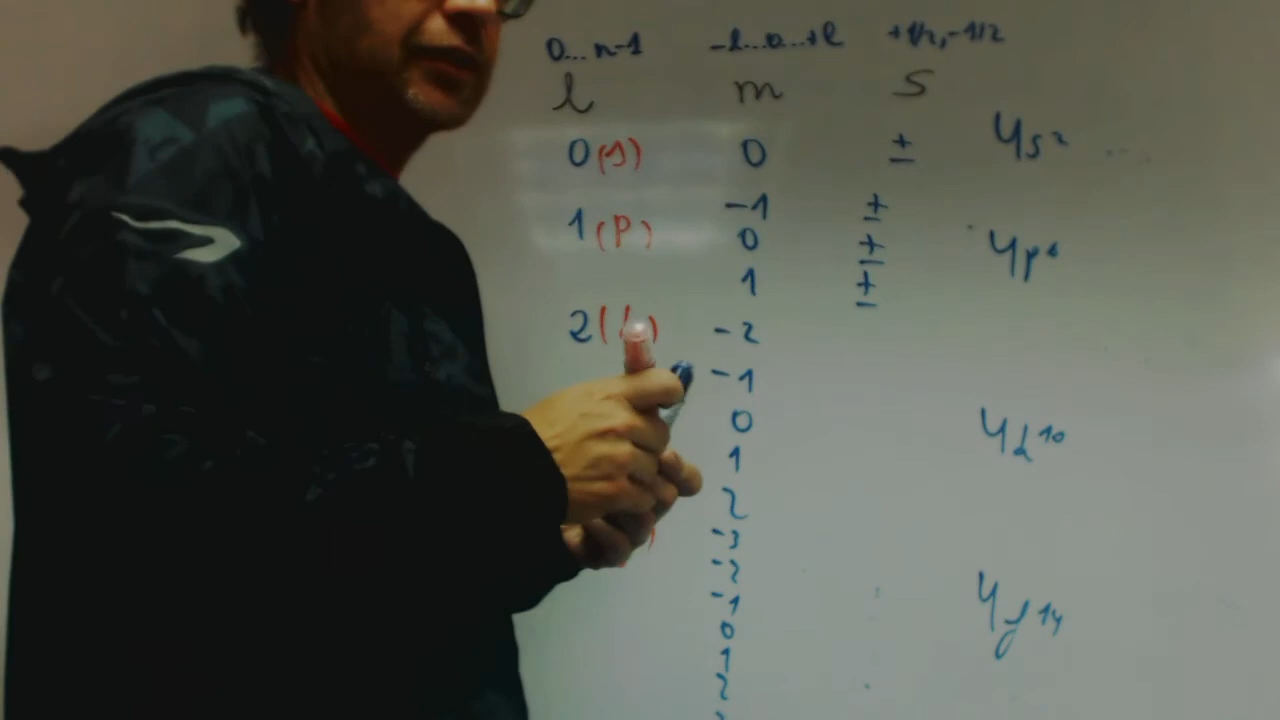 0...n-1 -l...0...+l +1/2,-1/2
l m s
0(s) 0 ± 4s²
-1 ±
1(p) 0 ± 4p⁶
1 ±
2( ) -2
-1
0 4d¹⁰
1
2
-3
-2
-1 4f¹⁴
0
1
2